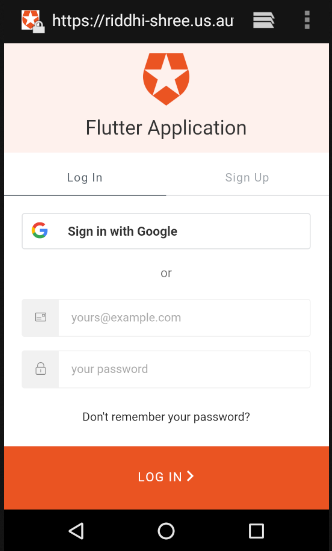 https://riddhi-shree.us.au
Flutter Application
Log In
Sign Up
Sign in with Google
or
yours@example.com
your password
Don't remember your password?
LOG IN